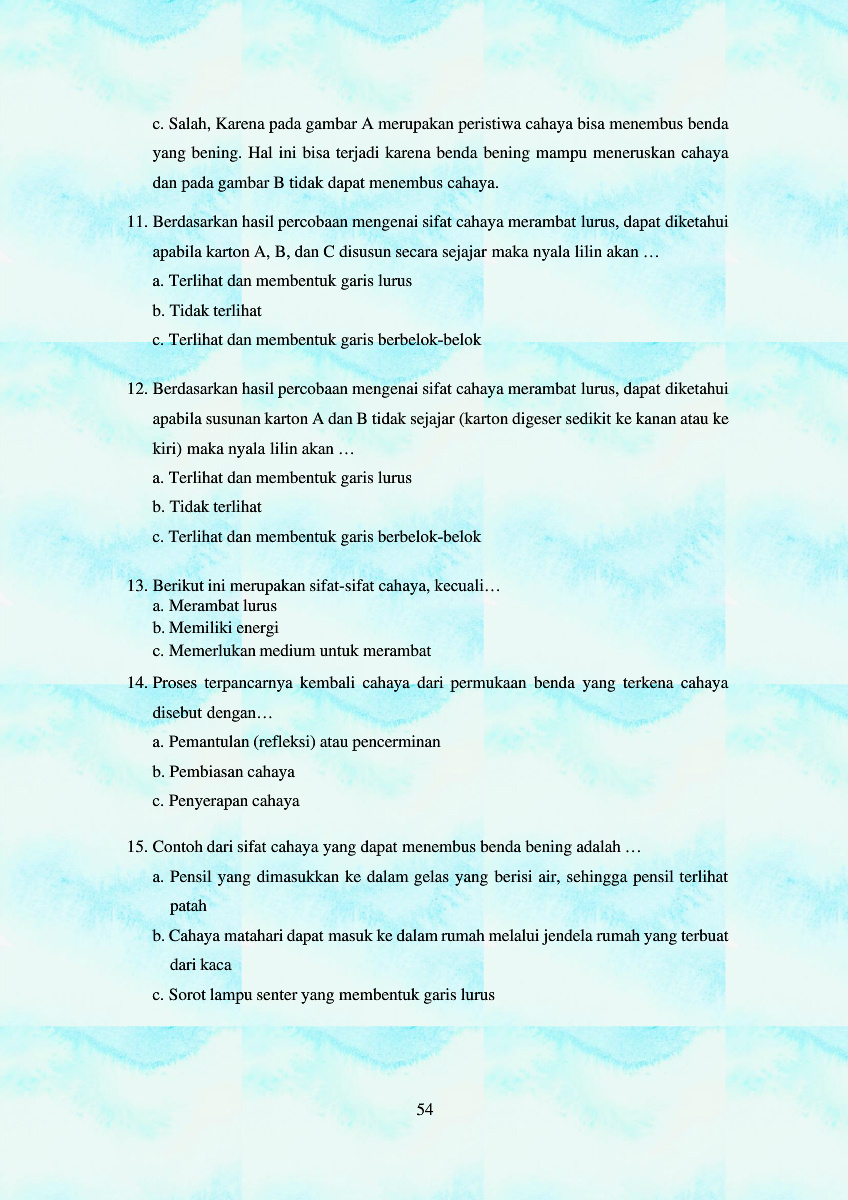 c. Salah, Karena pada gambar A merupakan peristiwa cahaya bisa menembus benda
yang bening. Hal ini bisa terjadi karena benda bening mampu meneruskan cahaya
dan pada gambar B tidak dapat menembus cahaya.
11. Berdasarkan hasil percobaan mengenai sifat cahaya merambat lurus, dapat diketahui
apabila karton A, B, dan C disusun secara sejajar maka nyala lilin akan …
a. Terlihat dan membentuk garis lurus
b. Tidak terlihat
c. Terlihat dan membentuk garis berbelok-belok
12. Berdasarkan hasil percobaan mengenai sifat cahaya merambat lurus, dapat diketahui
apabila susunan karton A dan B tidak sejajar (karton digeser sedikit ke kanan atau ke
kiri) maka nyala lilin akan …
a. Terlihat dan membentuk garis lurus
b. Tidak terlihat
c. Terlihat dan membentuk garis berbelok-belok
13. Berikut ini merupakan sifat-sifat cahaya, kecuali…
a. Merambat lurus
b. Memiliki energi
c. Memerlukan medium untuk merambat
14. Proses terpancarnya kembali cahaya dari permukaan benda yang terkena cahaya
disebut dengan…
a. Pemantulan (refleksi) atau pencerminan
b. Pembiasan cahaya
c. Penyerapan cahaya
15. Contoh dari sifat cahaya yang dapat menembus benda bening adalah …
a. Pensil yang dimasukkan ke dalam gelas yang berisi air, sehingga pensil terlihat
patah
b. Cahaya matahari dapat masuk ke dalam rumah melalui jendela rumah yang terbuat
dari kaca
c. Sorot lampu senter yang membentuk garis lurus
54